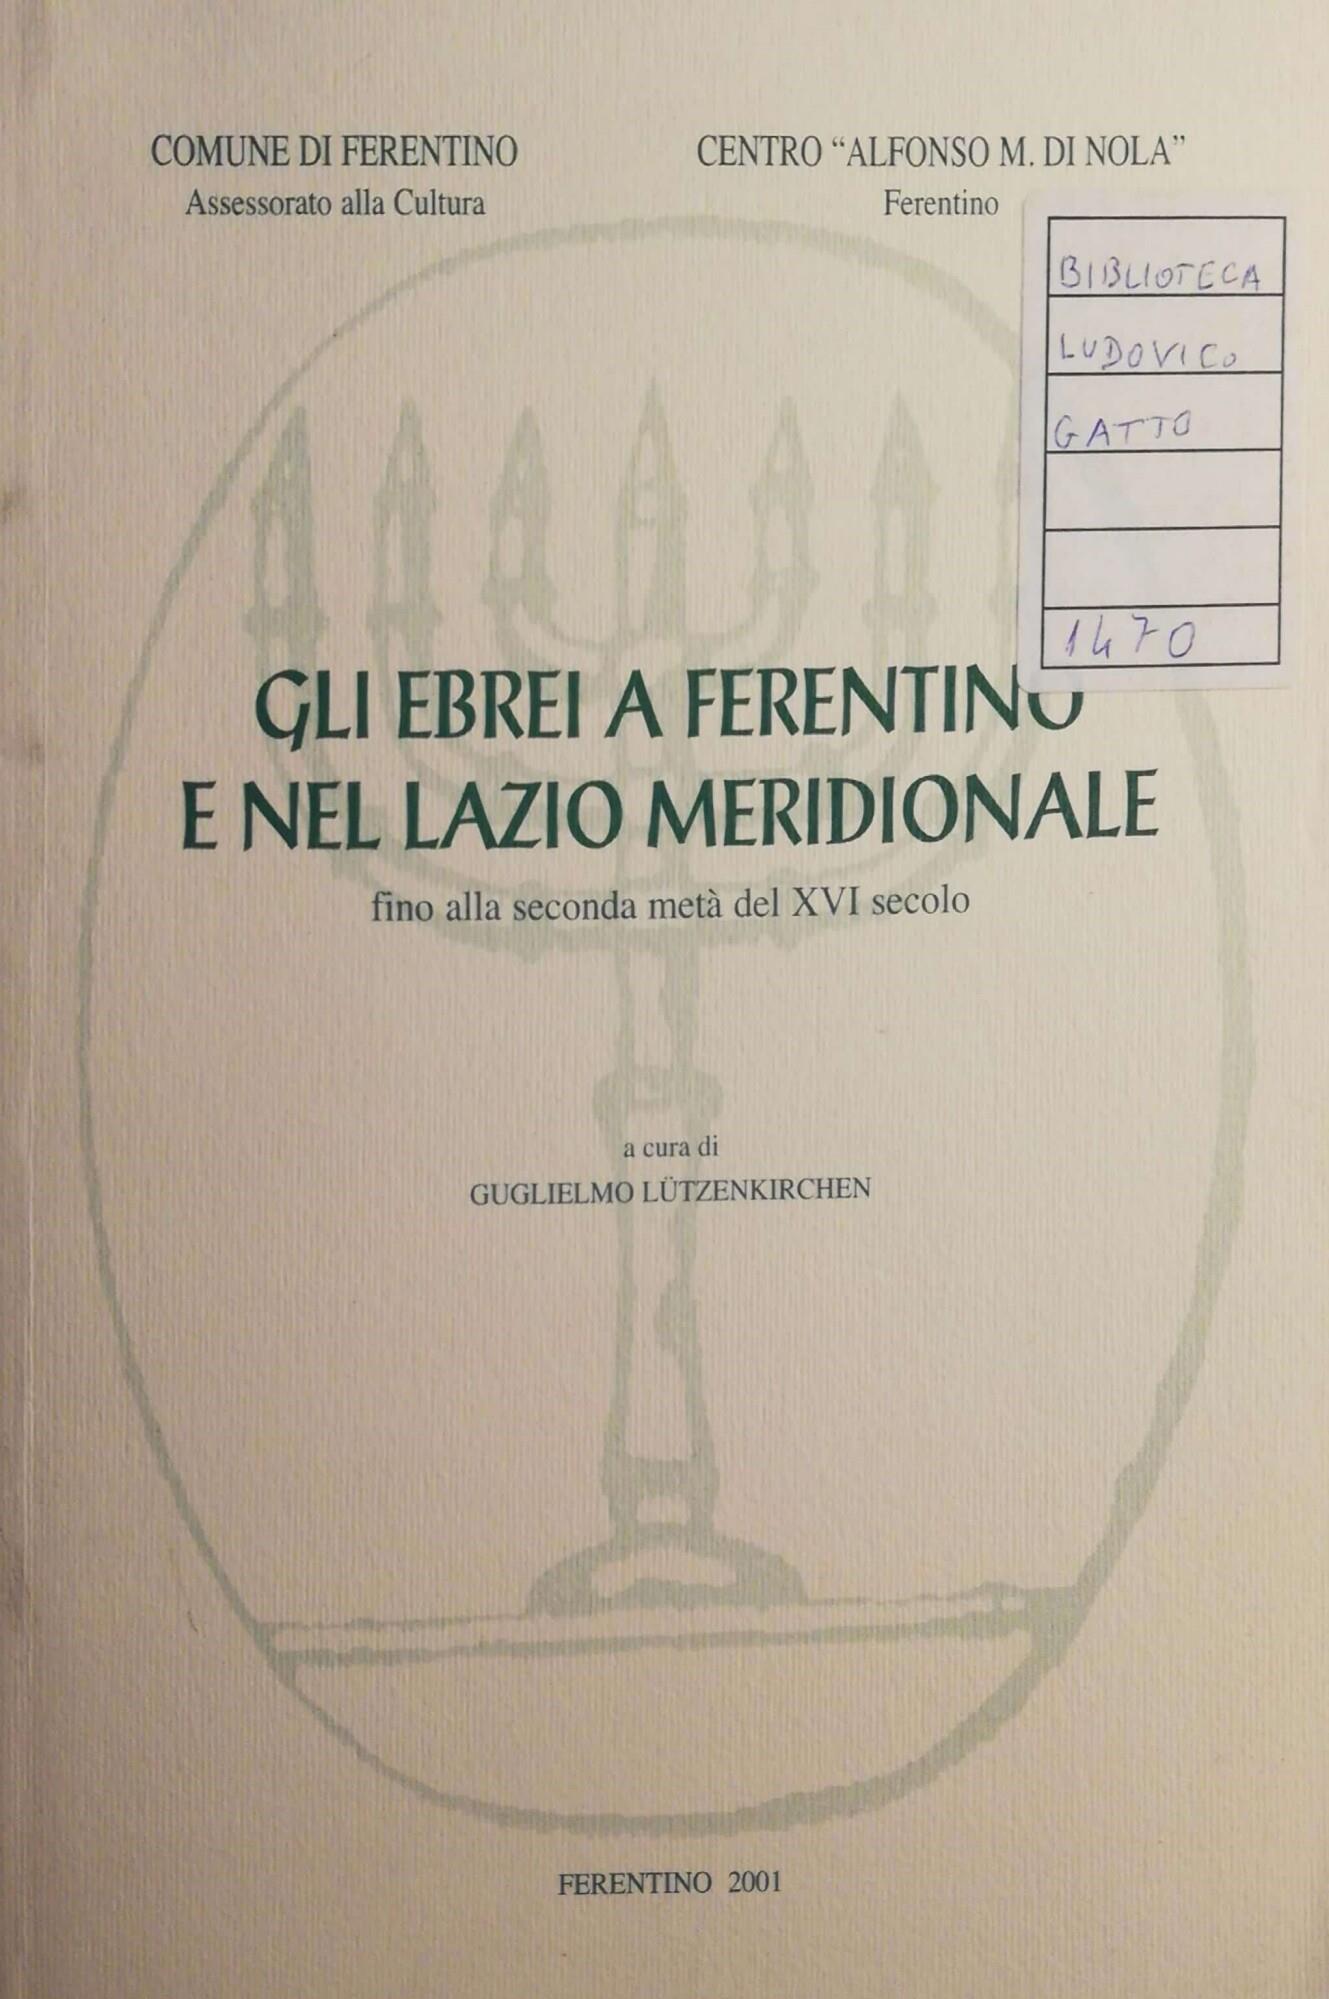 COMUNE DI FERENTINO
Assessorato alla Cultura
CENTRO “ALFONSO M. DI NOLA”
Ferentino
BIBLIOTECA
LUDOVICO
GATTO
1470
GLI EBREI A FERENTINO
E NEL LAZIO MERIDIONALE
fino alla seconda metà del XVI secolo
a cura di
GUGLIELMO LÜTZENKIRCHEN
FERENTINO 2001